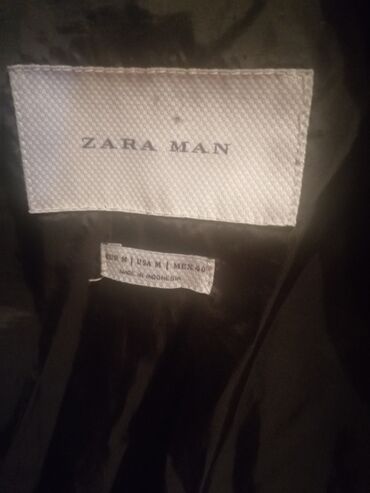 ZARA MAN
EUR M | USA M | MEX 40
MADE IN INDONESIA